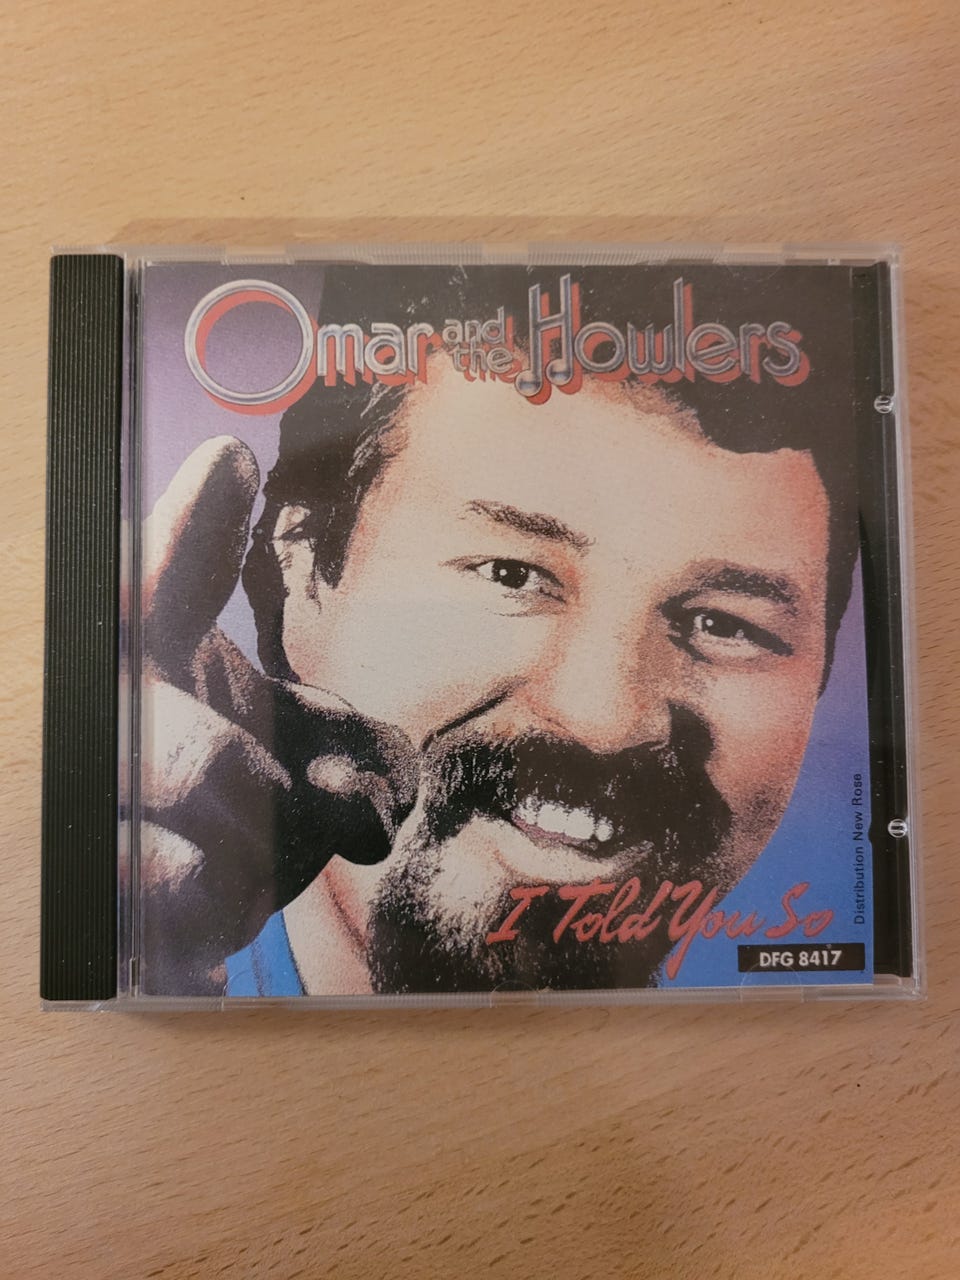 Omar and the Howlers
I Told You So
DFG 8417
Distribution New Rose